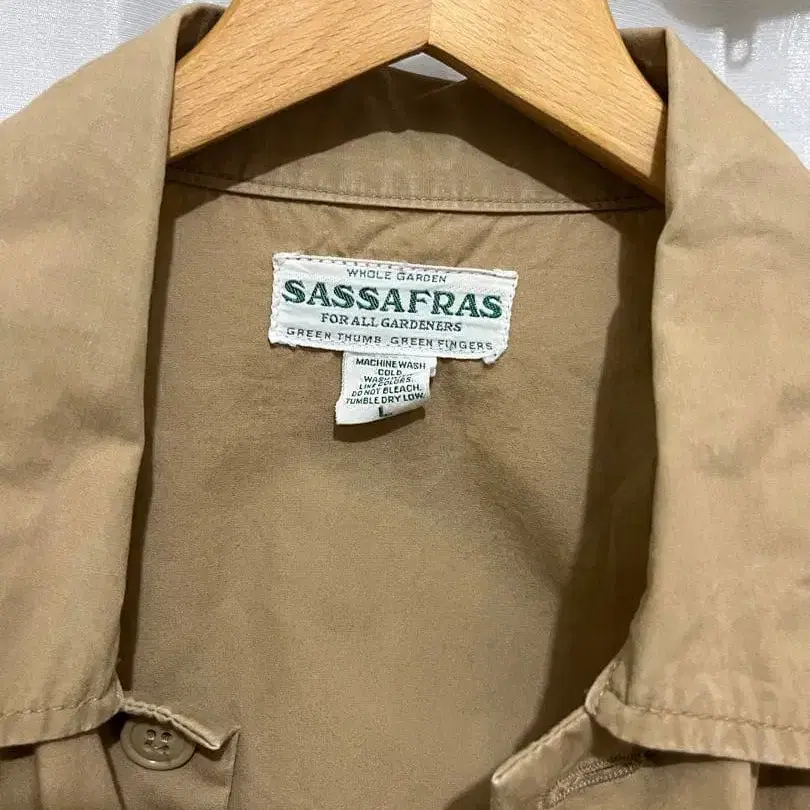 WHOLE GARDEN
SASSAFRAS
FOR ALL GARDENERS
GREEN THUMB GREEN FINGERS
MACHINE WASH
COLD.
WASH WITH
LIKE COLORS.
DO NOT BLEACH.
TUMBLE DRY LOW.
L